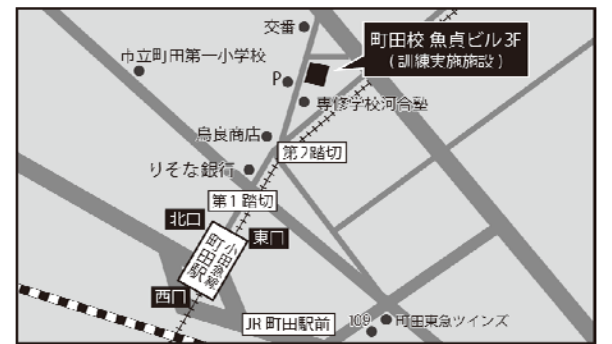 交番
町田校 魚貞ビル3F
(訓練実施施設)
市立町田第一小学校
P
専修学校河合塾
鳥良商店
第2踏切
りそな銀行
第1踏切
北口
東口
小田急線
町田駅
西口
JR町田駅前
109
町田東急ツインズ